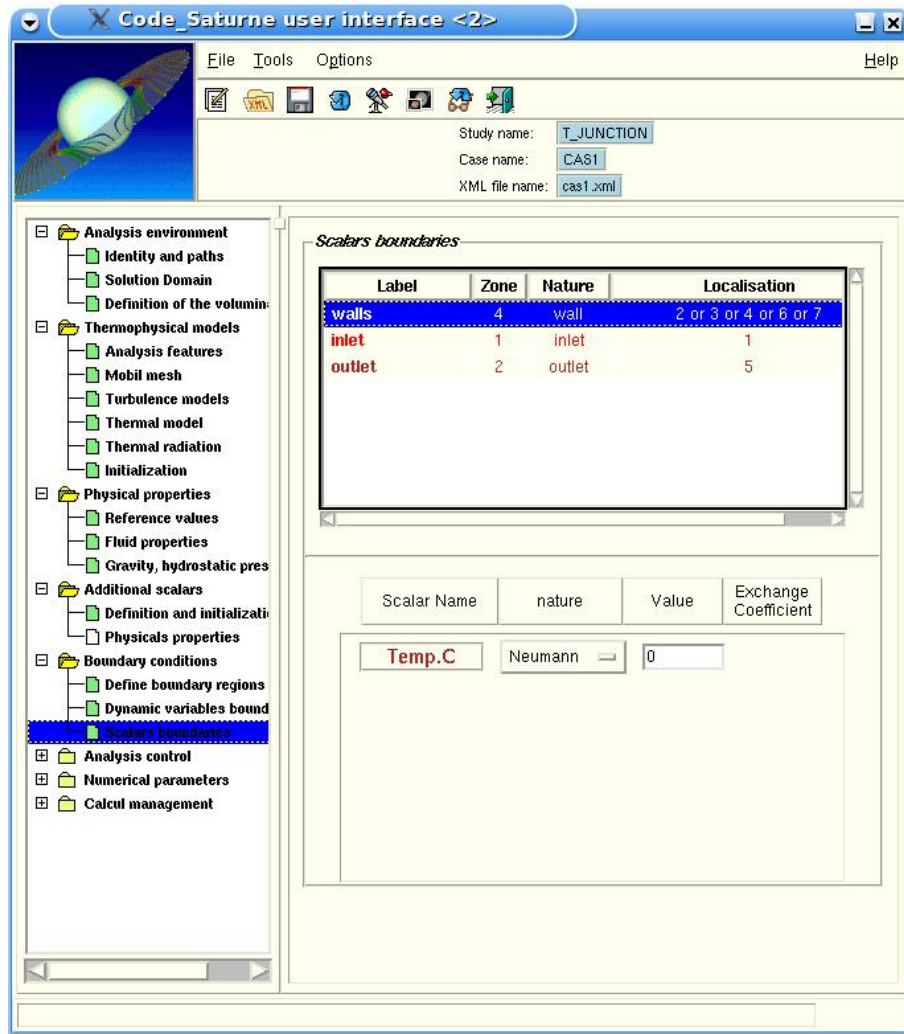 Code_Saturne user interface <2>
File Tools Options Help
Study name: T_JUNCTION
Case name: CAS1
XML file name: cas1.xml
Analysis environment
Identity and paths
Solution Domain
Definition of the volumin
Thermophysical models
Analysis features
Mobil mesh
Turbulence models
Thermal model
Thermal radiation
Initialization
Physical properties
Reference values
Fluid properties
Gravity, hydrostatic pres
Additional scalars
Definition and initializati
Physicals properties
Boundary conditions
Define boundary regions
Dynamic variables bound
Scalars boundaries
Analysis control
Numerical parameters
Calcul management
Scalars boundaries
Label Zone Nature Localisation
walls 4 wall 2 or 3 or 4 or 6 or 7
inlet 1 inlet 1
outlet 2 outlet 5
Scalar Name nature Value Exchange Coefficient
Temp.C Neumann 0